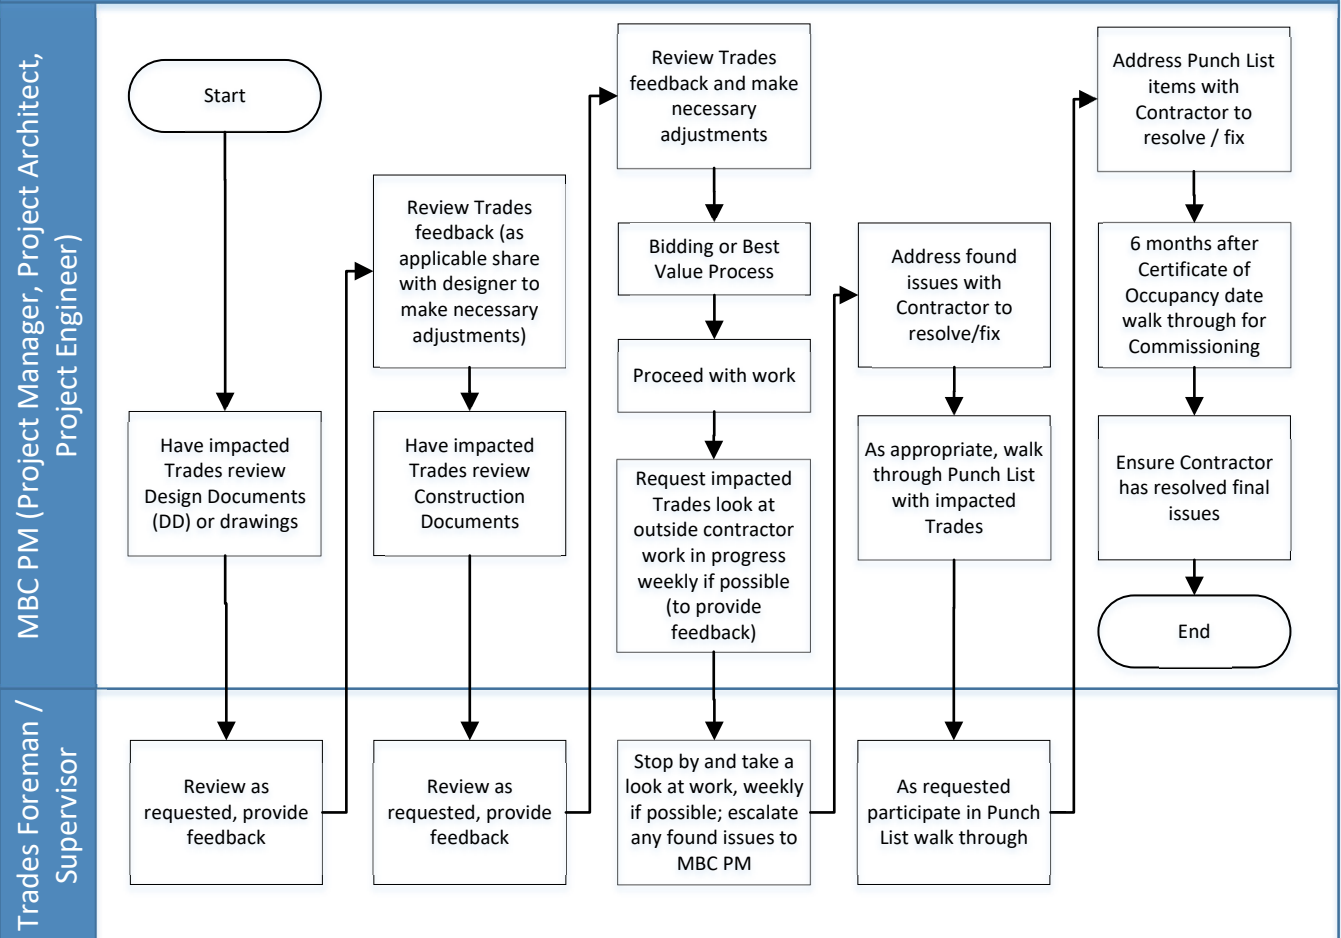 MBC PM (Project Manager, Project Architect,
Project Engineer)
Start
Have impacted
Trades review
Design Documents
(DD) or drawings
Review Trades
feedback (as
applicable share
with designer to
make necessary
adjustments)
Have impacted
Trades review
Construction
Documents
Review Trades
feedback and make
necessary
adjustments
Bidding or Best
Value Process
Proceed with work
Request impacted
Trades look at
outside contractor
work in progress
weekly if possible
(to provide
feedback)
Address found
issues with
Contractor to
resolve/fix
As appropriate, walk
through Punch List
with impacted
Trades
Address Punch List
items with
Contractor to
resolve / fix
6 months after
Certificate of
Occupancy date
walk through for
Commissioning
Ensure Contractor
has resolved final
issues
End
Trades Foreman /
Supervisor
Review as
requested, provide
feedback
Review as
requested, provide
feedback
Stop by and take a
look at work, weekly
if possible; escalate
any found issues to
MBC PM
As requested
participate in Punch
List walk through